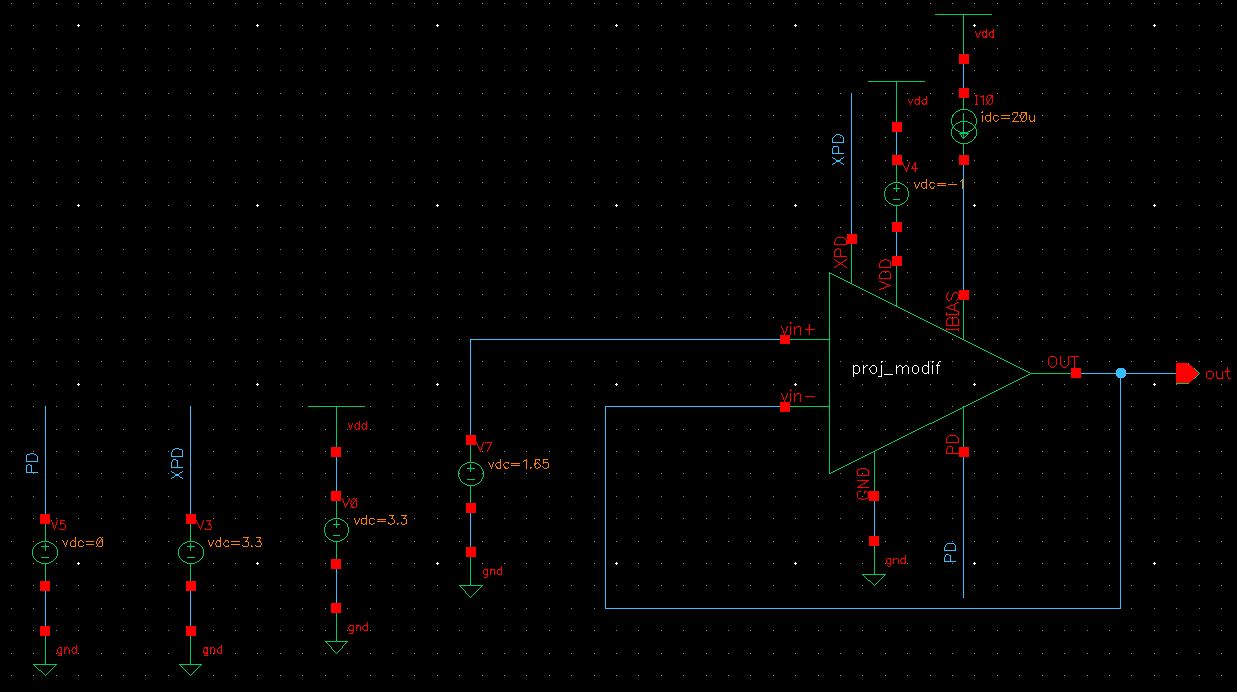 vdd
I10
idc=20u
vdd
XPD
V4
vdc=-1
XPD
VDD
IBIAS
vin+
OUT
out
proj_modif
vin-
vdd
PD
XPD
V7
vdc=1.65
PD
GND
V0
vdc=3.3
V5
vdc=0
V3
vdc=3.3
PD
gnd
gnd
gnd
gnd
gnd